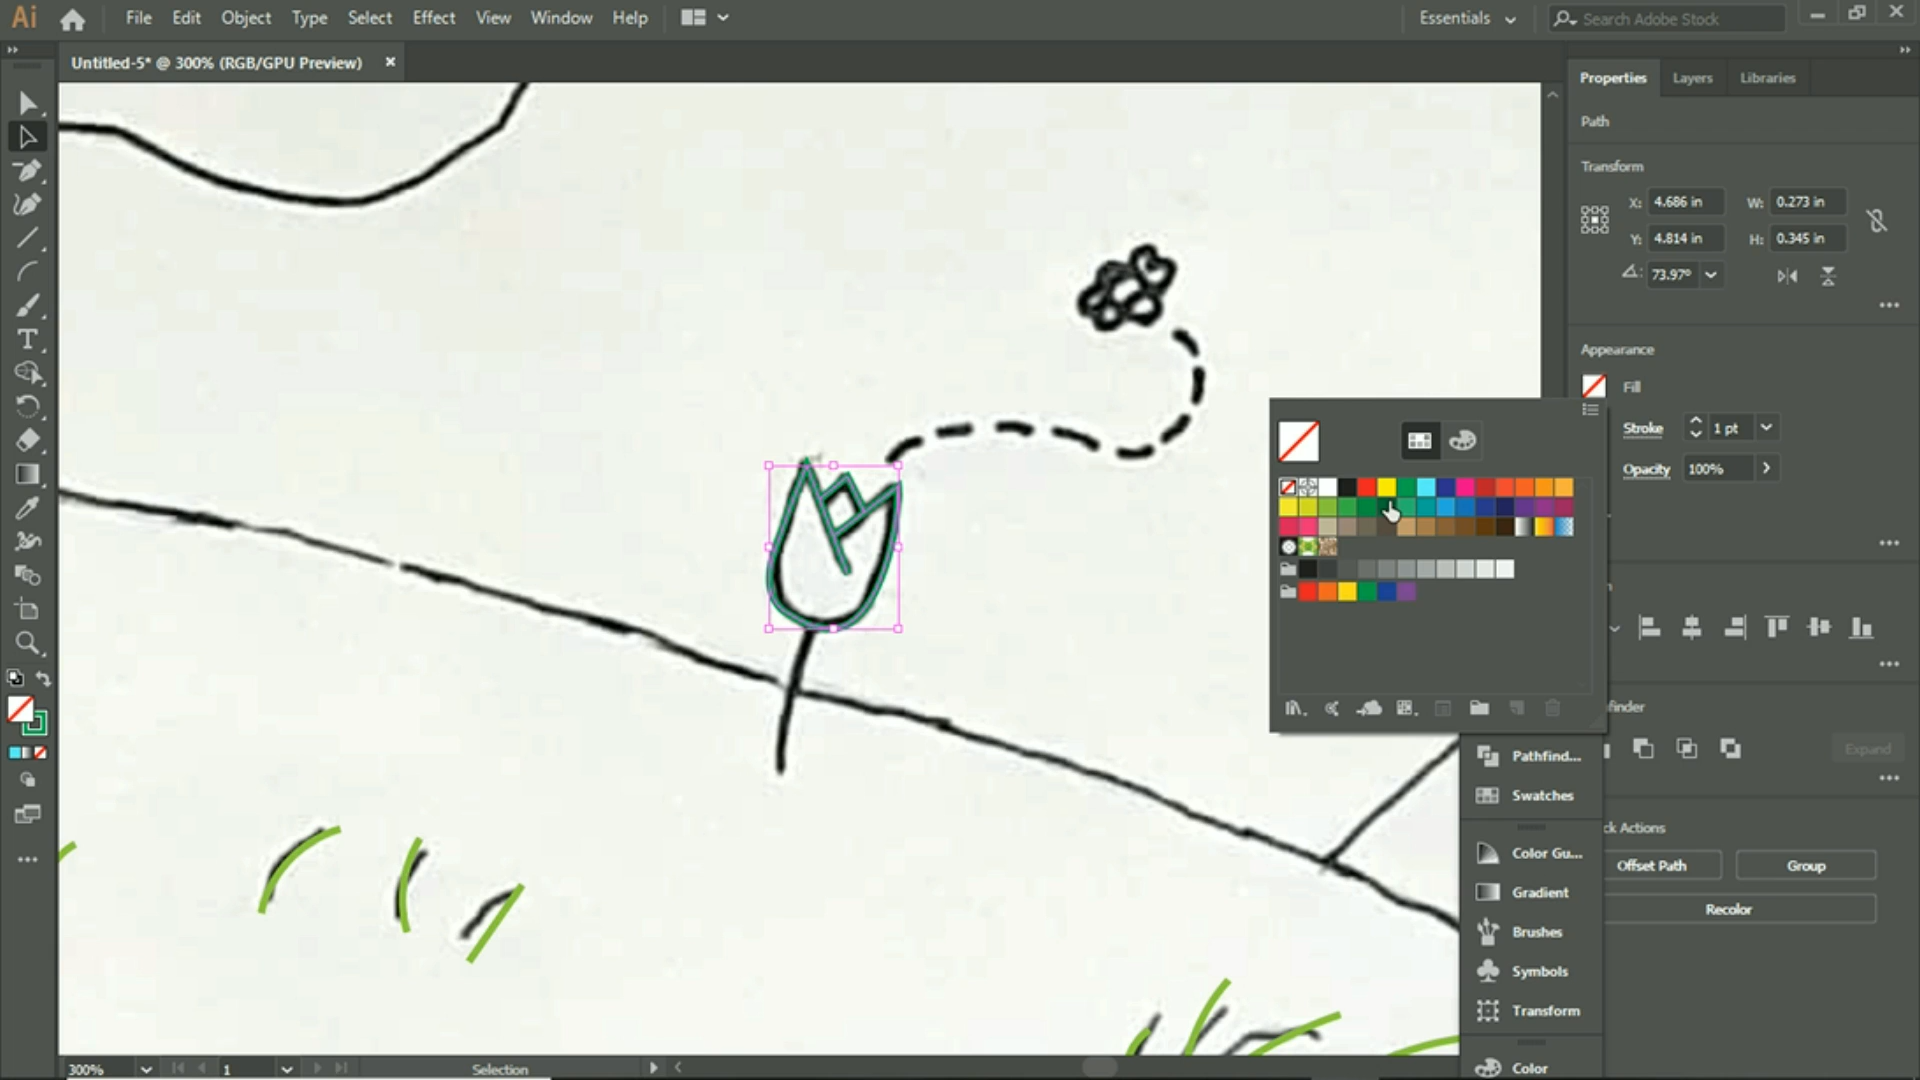 Ai File Edit Object Type Select Effect View Window Help Essentials Search Adobe Stock
Untitled-5* @ 300% (RGB/GPU Preview) ×
Properties Layers Libraries
Path
Transform
X: 4.686 in W: 0.273 in
Y: 4.814 in H: 0.345 in
73.97°
Appearance
Fill
Stroke 1 pt
Opacity 100%
T
finder
Pathfind... Expand
Swatches
ck Actions
Color Gu... Offset Path Group
Gradient Recolor
Brushes
Symbols
Transform
Color
300% 1 Selection